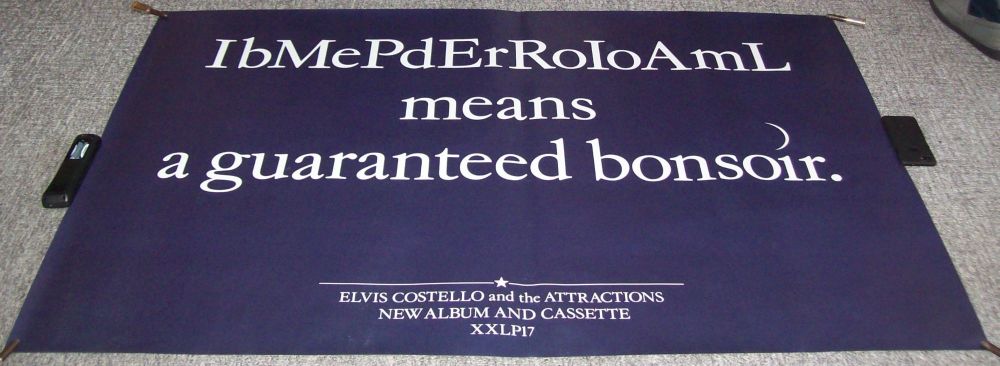 IbMePdErRoIoAmL
means
a guaranteed bonsoir.
ELVIS COSTELLO and the ATTRACTIONS
NEW ALBUM AND CASSETTE
XXLP17